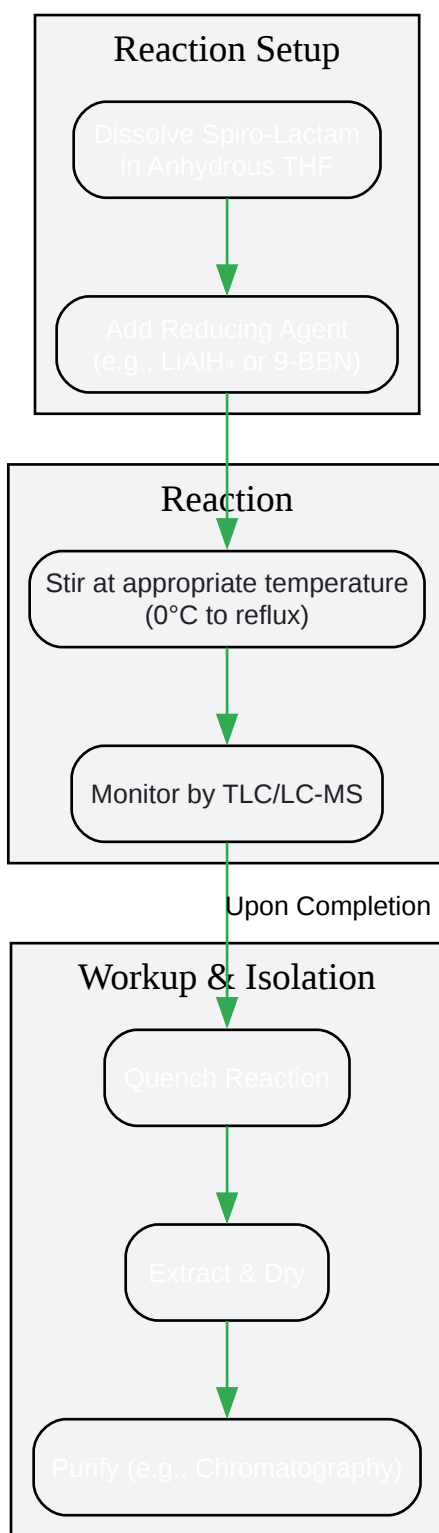 Reaction Setup
Dissolve Spiro-Lactam
in Anhydrous THF
Add Reducing Agent
(e.g., LiAlH₄ or 9-BBN)
Reaction
Stir at appropriate temperature
(0°C to reflux)
Monitor by TLC/LC-MS
Upon Completion
Workup & Isolation
Quench Reaction
Extract & Dry
Purify (e.g., Chromatography)